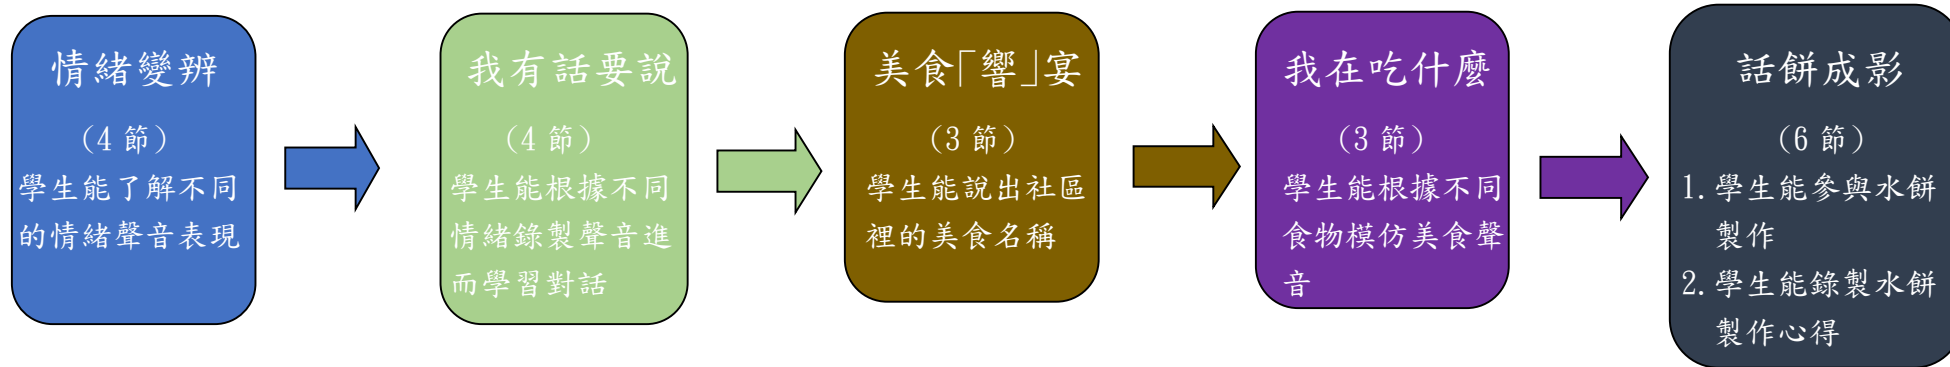 情緒變辨
（4 節）
學生能了解不同
的情緒聲音表現
我有話要說
（4 節）
學生能根據不同
情緒錄製聲音進
而學習對話
美食「響」宴
（3 節）
學生能說出社區
裡的美食名稱
我在吃什麼
（3 節）
學生能根據不同
食物模仿美食聲
音
話餅成影
（6 節）
1. 學生能參與水餅
製作
2. 學生能錄製水餅
製作心得